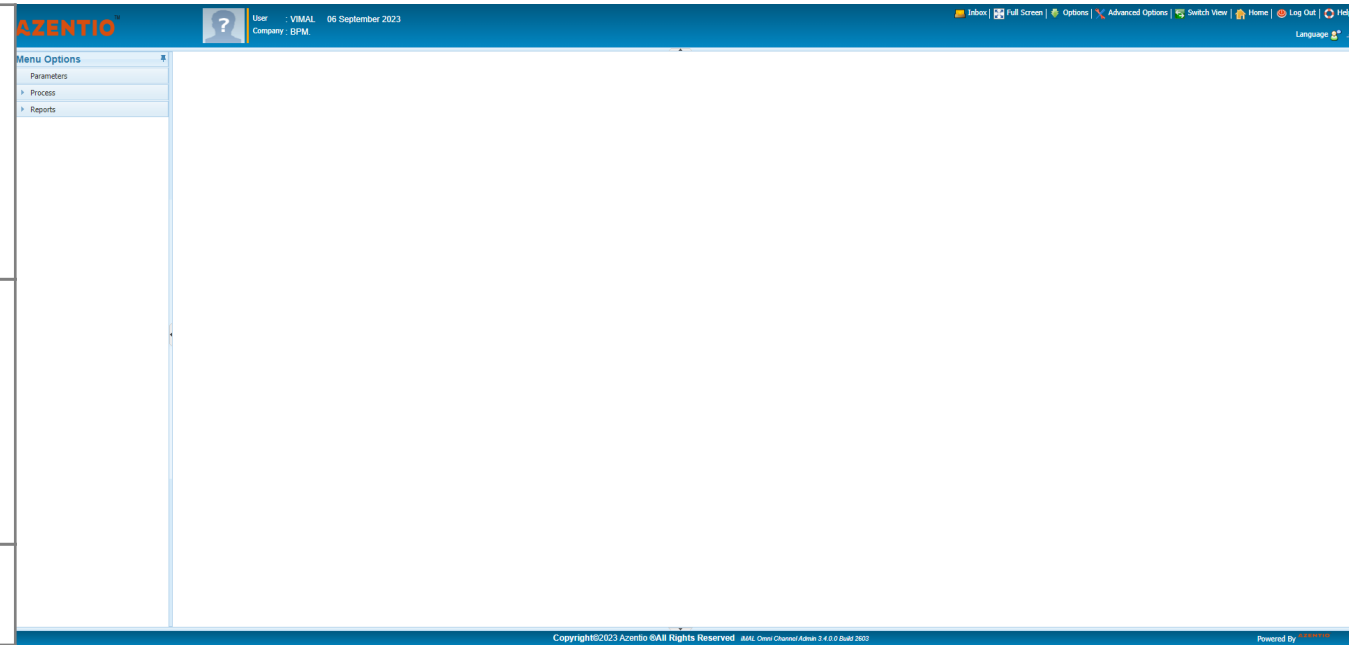 AZENTIO
?
User : VIMAL 06 September 2023
Company : BPM.
Inbox | Full Screen | Options | Advanced Options | Switch View | Home | Log Out | Hel
Language
Menu Options
Parameters
Process
Reports
Copyright©2023 Azentio ©All Rights Reserved iMAL Omni Channel Admin 3.4.0.0 Build 2603
Powered By AZENTIO